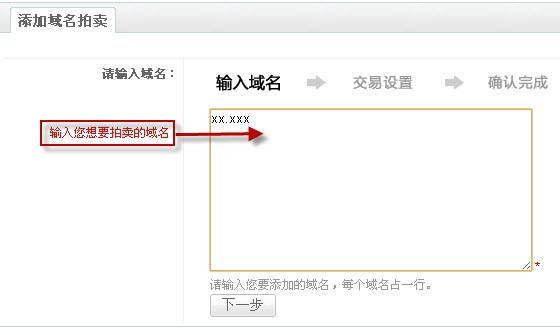 添加域名拍卖
请输入域名：
输入域名 交易设置 确认完成
输入您想要拍卖的域名
xx.xxx
*
请输入您要添加的域名，每个域名占一行。
下一步